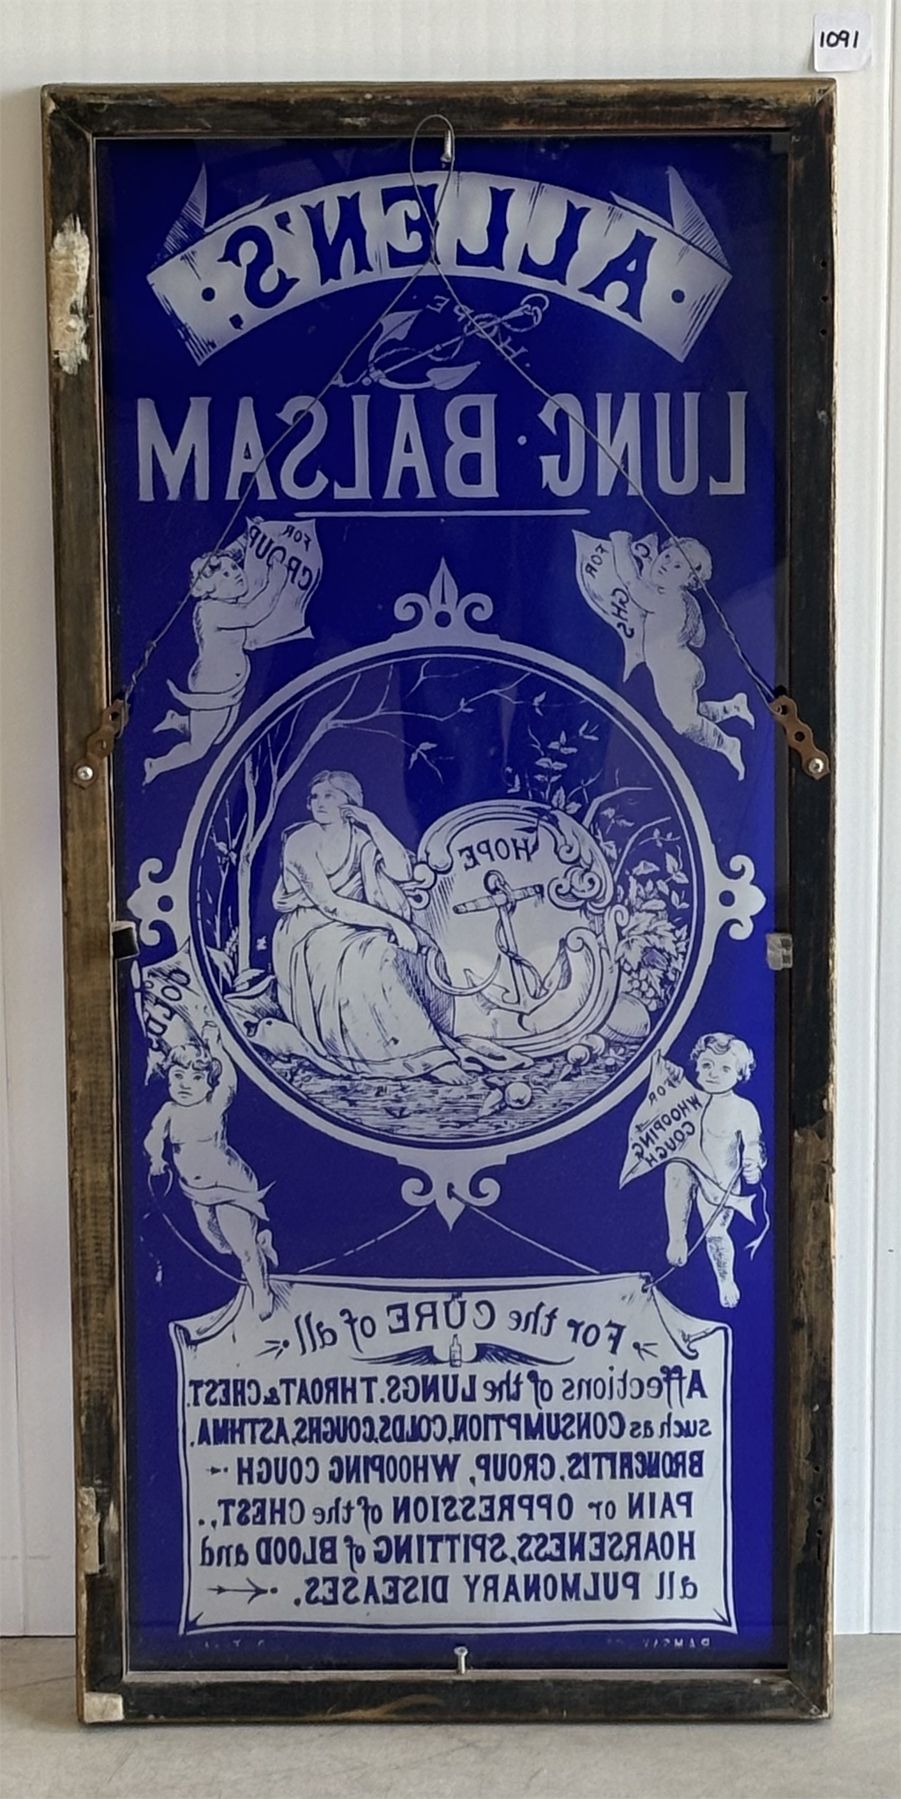 1091
ALLEN'S
HOPE
LUNG · BALSAM
FOR
CROUP
FOR
HOPE
COLDS
FOR
WHOOPING
COUGH
For the CURE of all
Affections of the LUNGS. THROAT & CHEST.
such as CONSUMPTION, COLDS, COUGHS, ASTHMA,
BRONCHITIS, CROUP, WHOOPING COUGH
PAIN or OPPRESSION of the CHEST,
HOARSENESS, SPITTING of BLOOD and
all PULMONARY DISEASES.